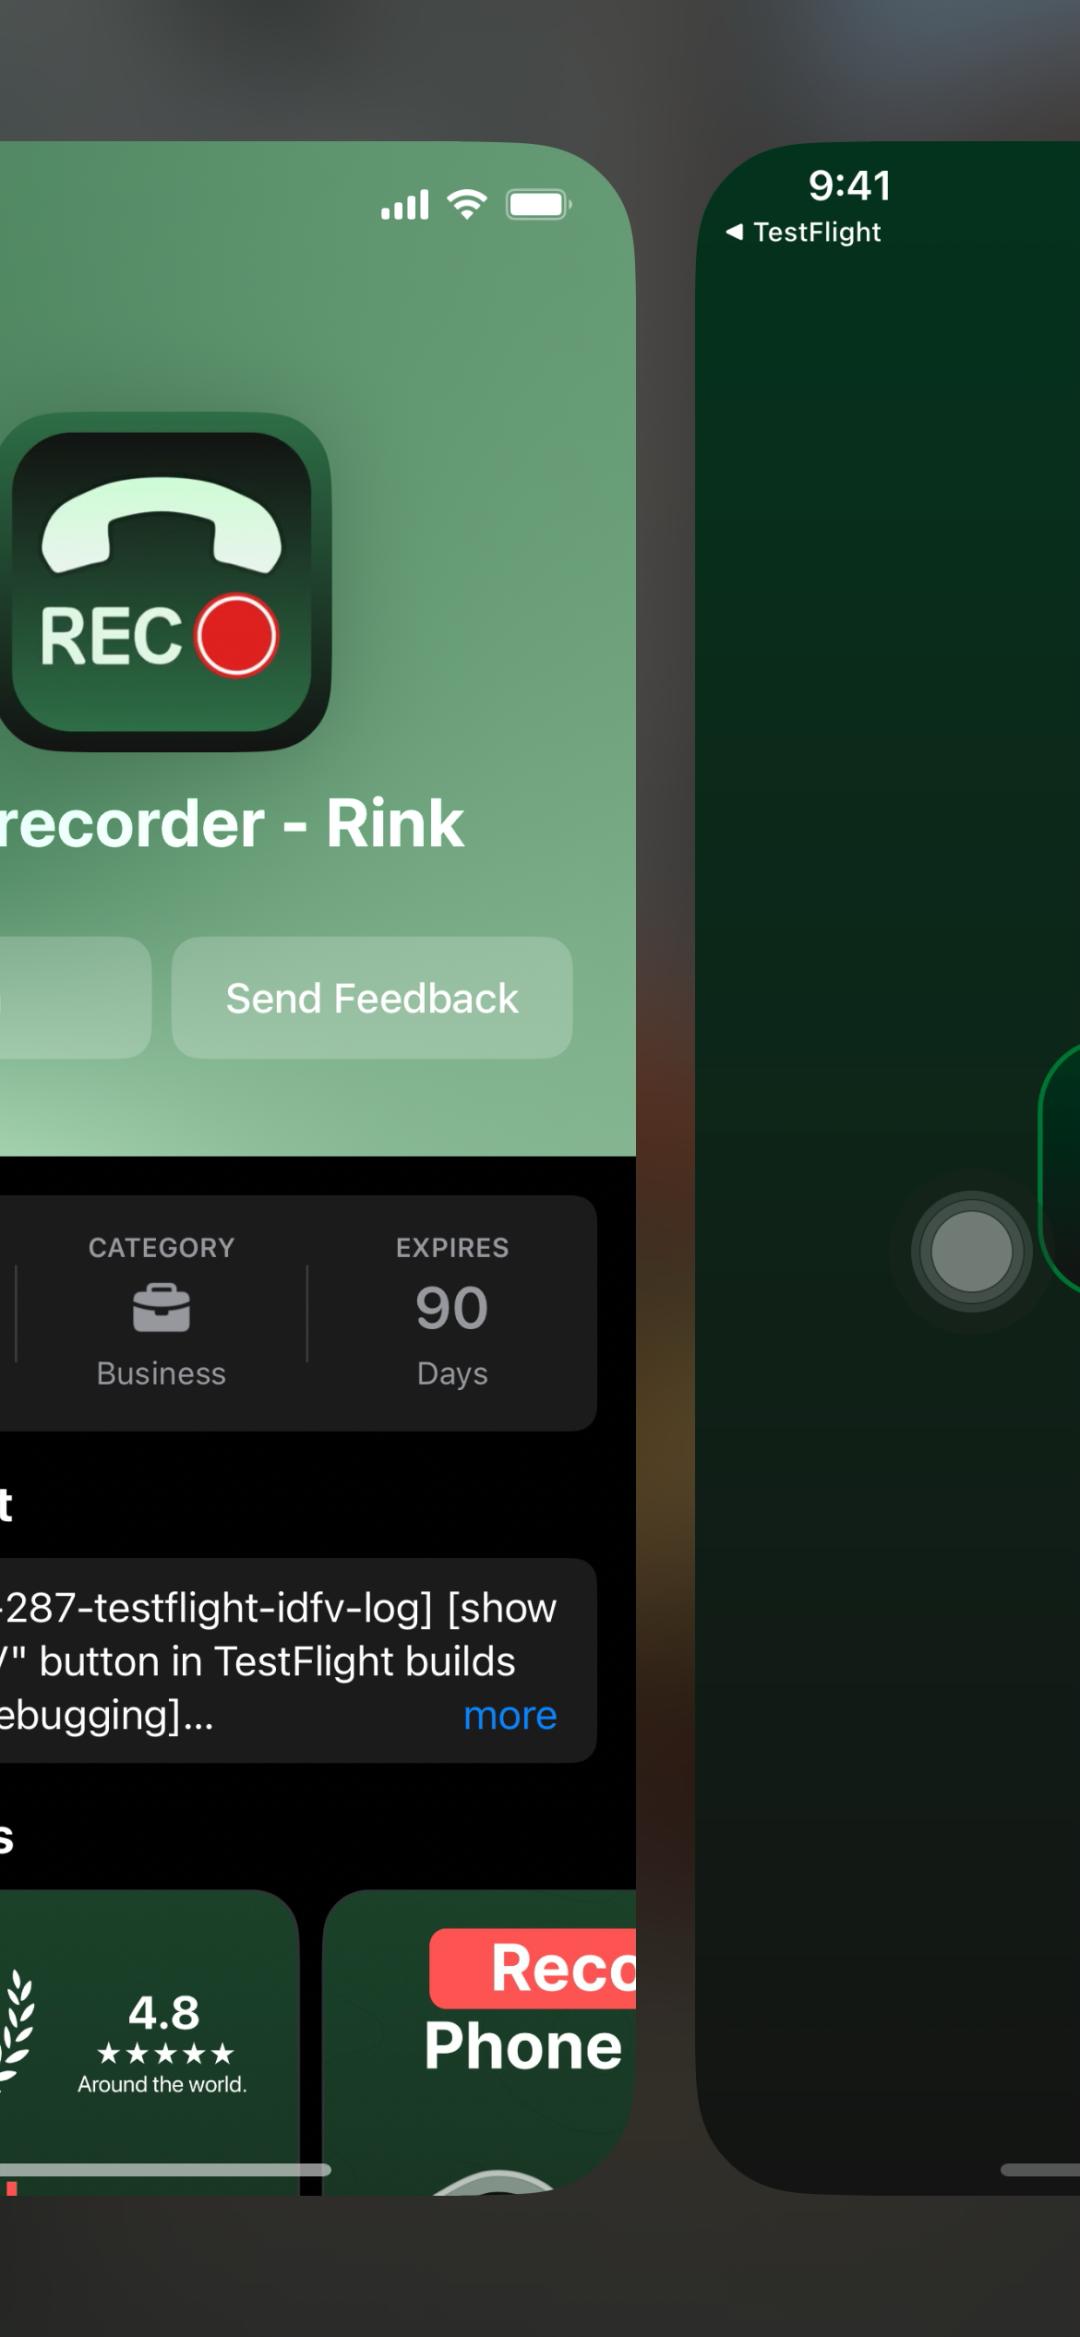 9:41
TestFlight
REC
recorder - Rink
Send Feedback
CATEGORY
Business
EXPIRES
90
Days
t
-287-testflight-idfv-log] [show
/" button in TestFlight builds
ebugging]...
more
s
4.8
★★★★★
Around the world.
Reco
Phone